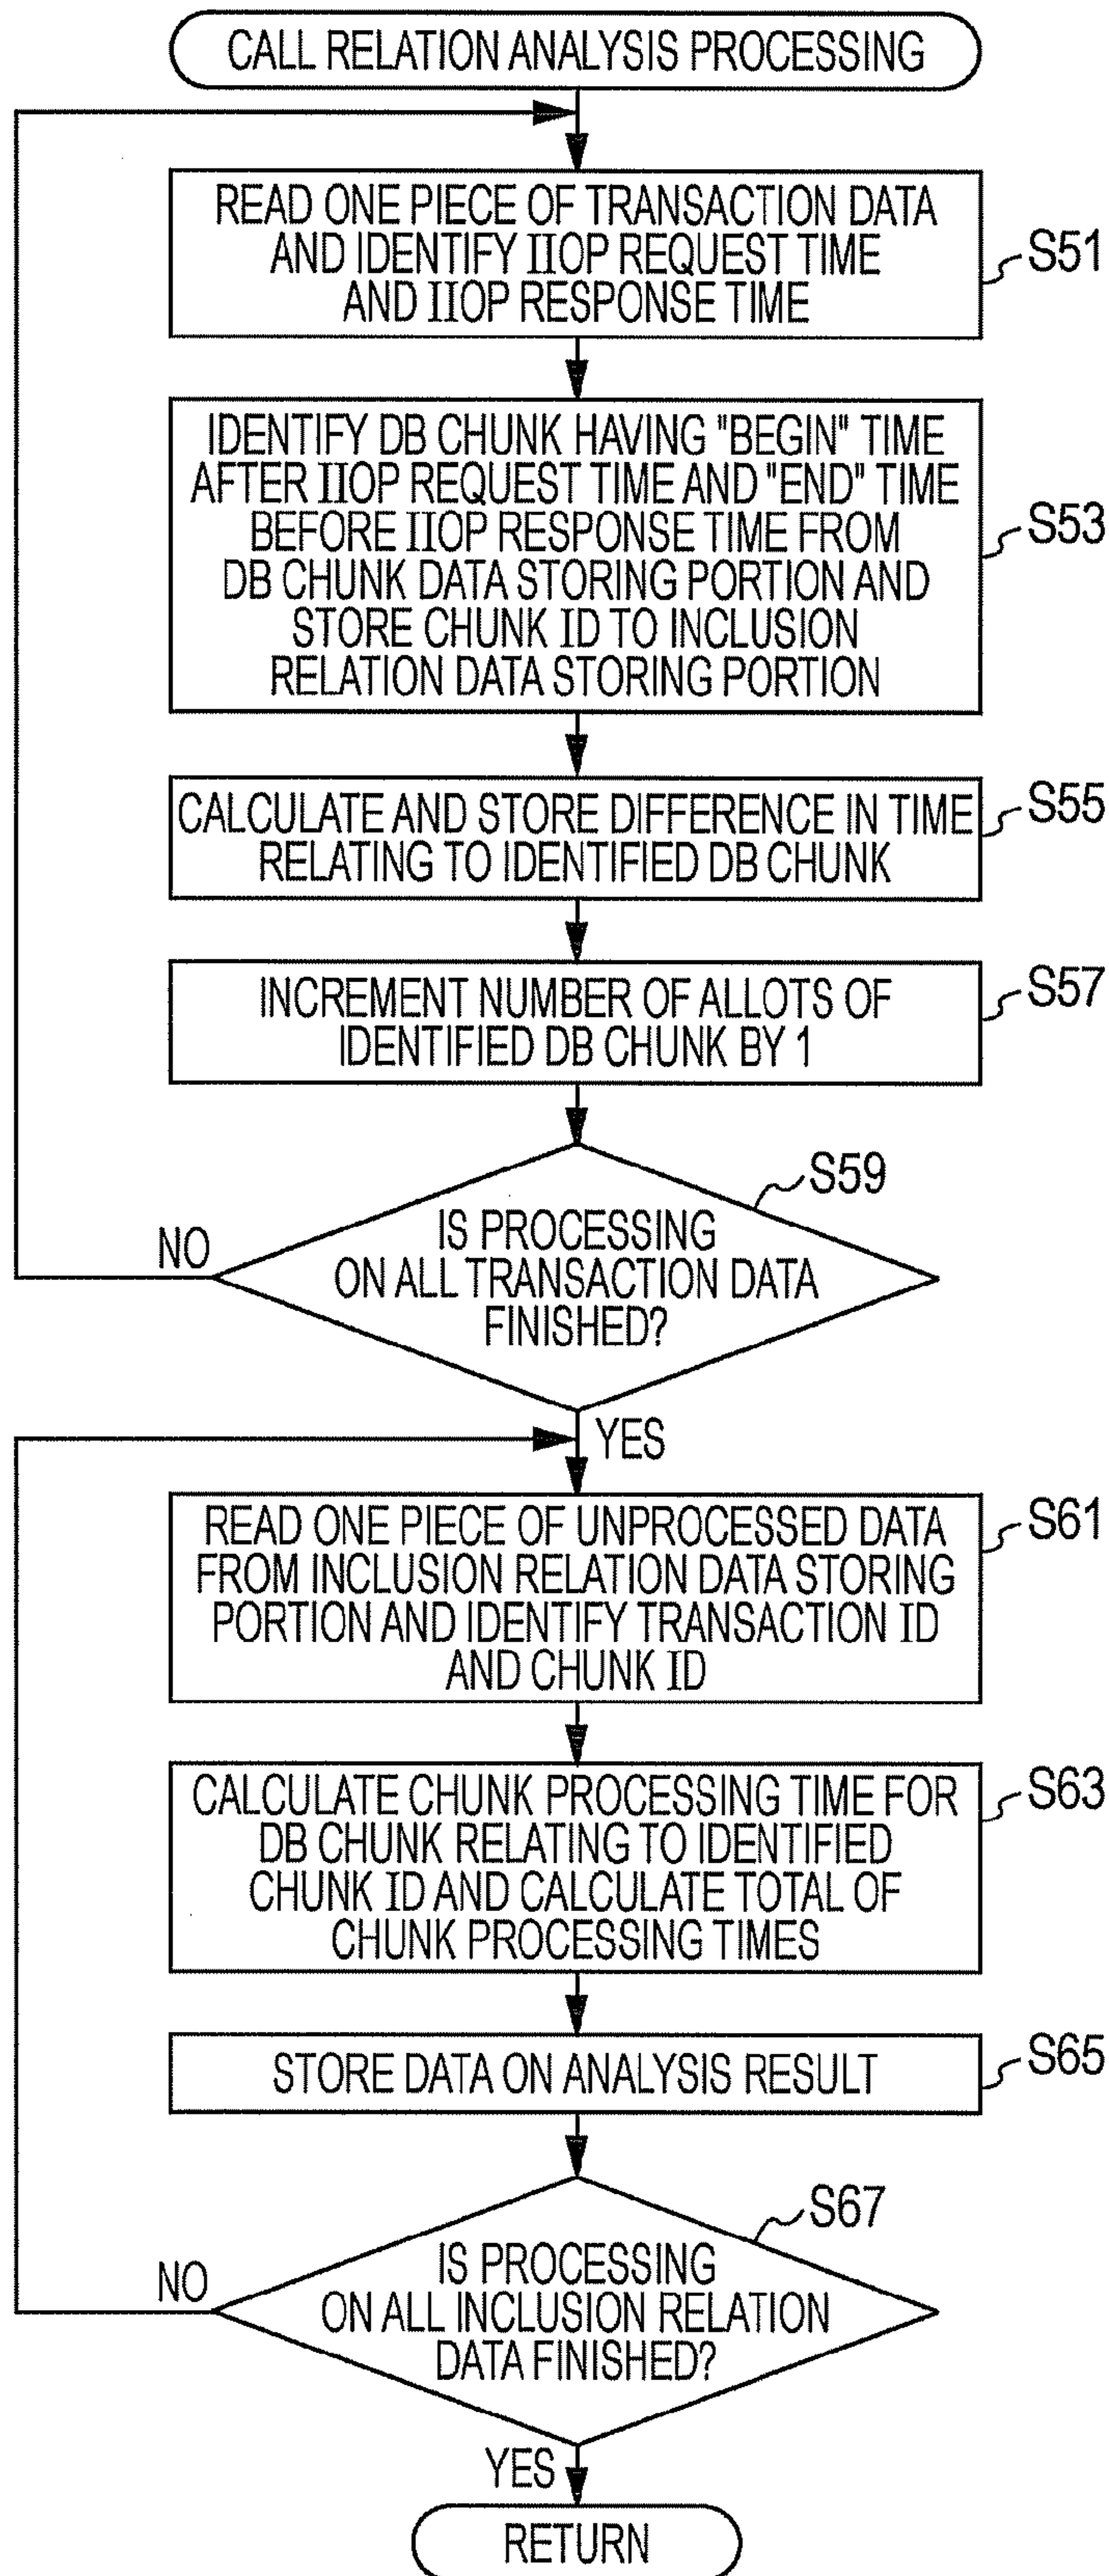 CALL RELATION ANALYSIS PROCESSING
READ ONE PIECE OF TRANSACTION DATA
AND IDENTIFY IIOP REQUEST TIME
AND IIOP RESPONSE TIME
S51
IDENTIFY DB CHUNK HAVING "BEGIN" TIME
AFTER IIOP REQUEST TIME AND "END" TIME
BEFORE IIOP RESPONSE TIME FROM
DB CHUNK DATA STORING PORTION AND
STORE CHUNK ID TO INCLUSION
RELATION DATA STORING PORTION
S53
CALCULATE AND STORE DIFFERENCE IN TIME
RELATING TO IDENTIFIED DB CHUNK
S55
INCREMENT NUMBER OF ALLOTS OF
IDENTIFIED DB CHUNK BY 1
S57
S59
IS PROCESSING
ON ALL TRANSACTION DATA
FINISHED?
NO
YES
READ ONE PIECE OF UNPROCESSED DATA
FROM INCLUSION RELATION DATA STORING
PORTION AND IDENTIFY TRANSACTION ID
AND CHUNK ID
S61
CALCULATE CHUNK PROCESSING TIME FOR
DB CHUNK RELATING TO IDENTIFIED
CHUNK ID AND CALCULATE TOTAL OF
CHUNK PROCESSING TIMES
S63
STORE DATA ON ANALYSIS RESULT
S65
S67
IS PROCESSING
ON ALL INCLUSION RELATION
DATA FINISHED?
NO
YES
RETURN